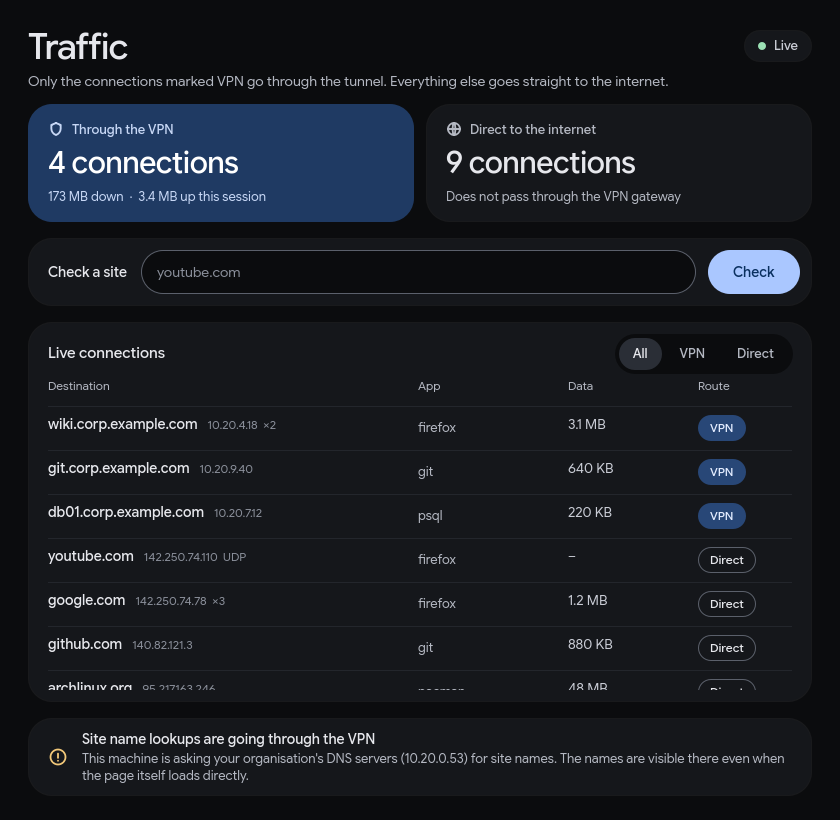 Traffic
Live
Only the connections marked VPN go through the tunnel. Everything else goes straight to the internet.
Through the VPN
4 connections
173 MB down · 3.4 MB up this session
Direct to the internet
9 connections
Does not pass through the VPN gateway
Check a site
youtube.com
Check
Live connections
All VPN Direct
Destination App Data Route
wiki.corp.example.com 10.20.4.18 ×2 firefox 3.1 MB VPN
git.corp.example.com 10.20.9.40 git 640 KB VPN
db01.corp.example.com 10.20.7.12 psql 220 KB VPN
youtube.com 142.250.74.110 UDP firefox – Direct
google.com 142.250.74.78 ×3 firefox 1.2 MB Direct
github.com 140.82.121.3 git 880 KB Direct
archlinux.org 95.217.163.246 pacman 48 MB Direct
Site name lookups are going through the VPN
This machine is asking your organisation's DNS servers (10.20.0.53) for site names. The names are visible there even when
the page itself loads directly.